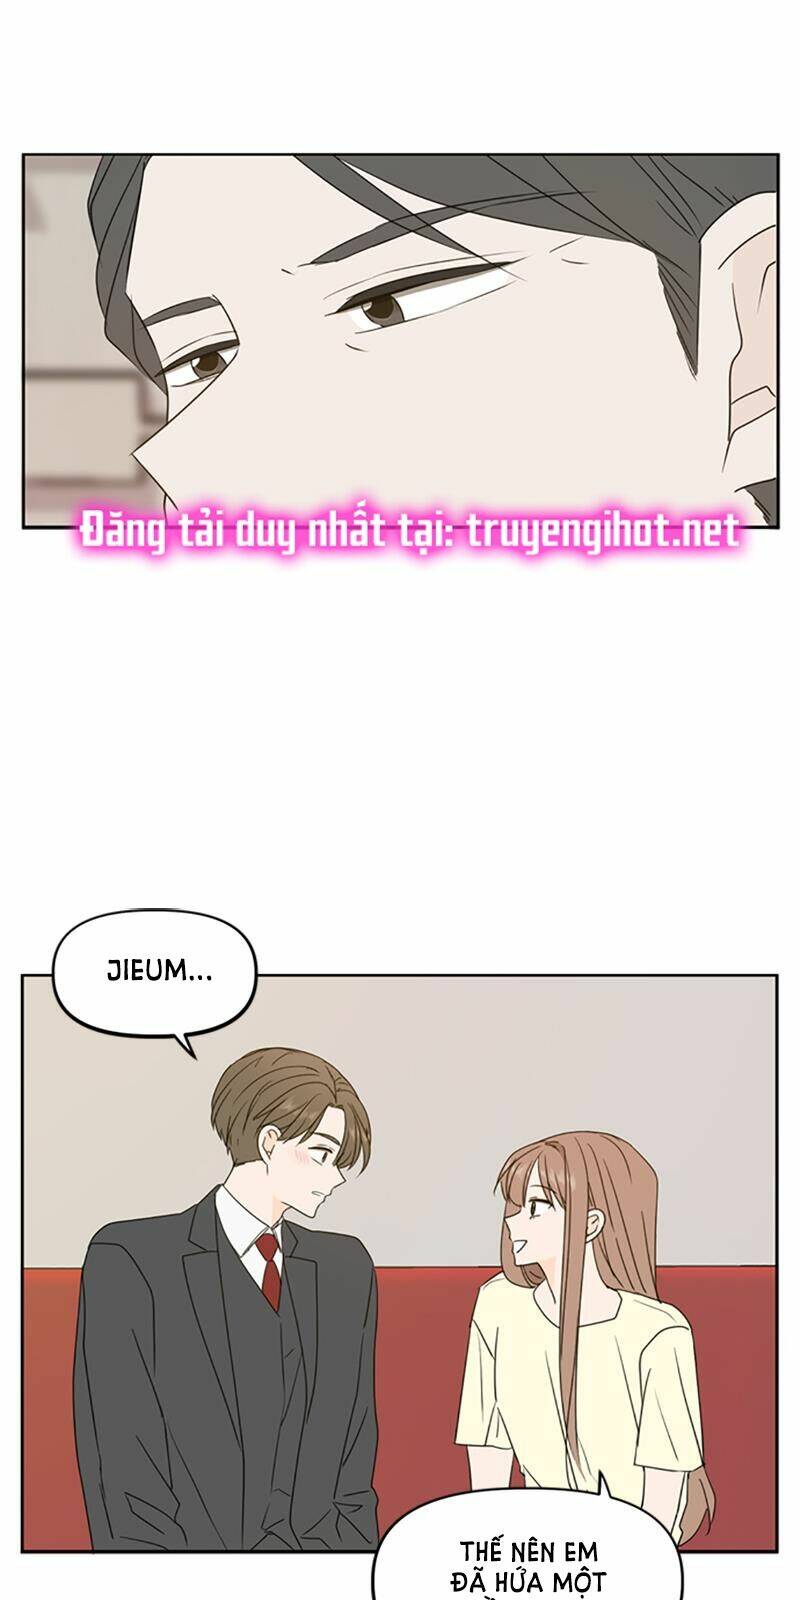 Đăng tải duy nhất tại: truyengihot.net
JIEUM...
THẾ NÊN EM
ĐÃ HỨA MỘT